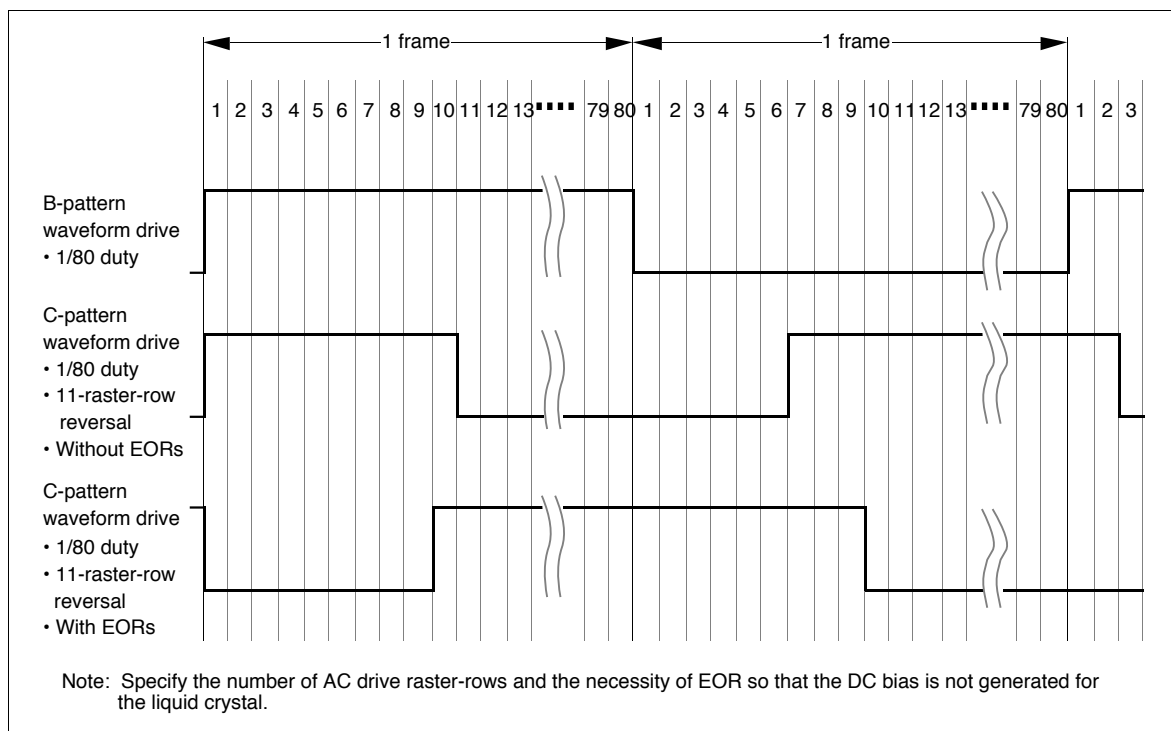 1 frame 1 frame
1 2 3 4 5 6 7 8 9 10 11 12 13 ▪▪▪▪▪ 79 80 1 2 3 4 5 6 7 8 9 10 11 12 13 ▪▪▪▪▪ 79 80 1 2 3
B-pattern
waveform drive
• 1/80 duty
C-pattern
waveform drive
• 1/80 duty
• 11-raster-row
reversal
• Without EORs
C-pattern
waveform drive
• 1/80 duty
• 11-raster-row
reversal
• With EORs
Note: Specify the number of AC drive raster-rows and the necessity of EOR so that the DC bias is not generated for
the liquid crystal.